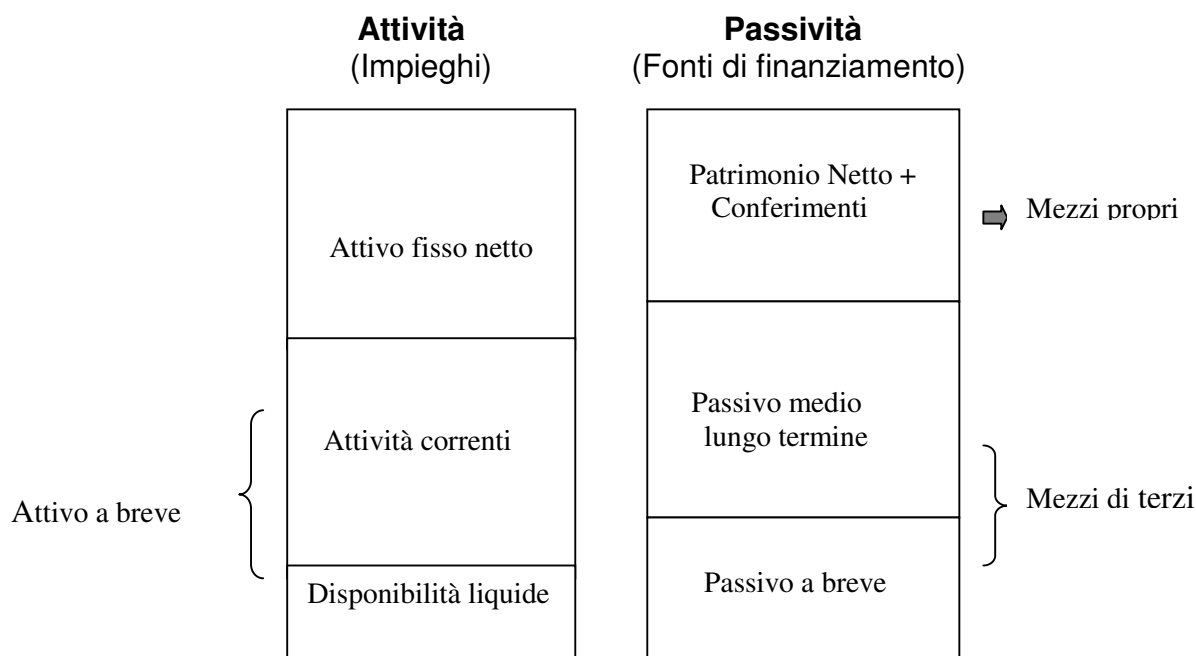 Attività
(Impieghi)
Passività
(Fonti di finanziamento)
Attivo fisso netto
Attività correnti
Disponibilità liquide
Attivo a breve
Patrimonio Netto +
Conferimenti
Mezzi propri
Passivo medio
lungo termine
Passivo a breve
Mezzi di terzi